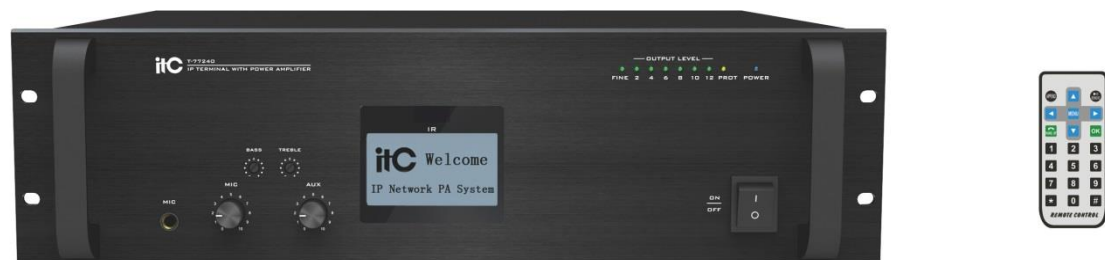 itC T-77240
IP TERMINAL WITH POWER AMPLIFIER
OUTPUT LEVEL
FINE 2 4 6 8 10 12 PROT POWER
IR
itC Welcome
IP Network PA System
BASS TREBLE
MIC AUX
MIC
ON
OFF
MENU
OK
1 2 3
4 5 6
7 8 9
* 0 #
REMOTE CONTROL